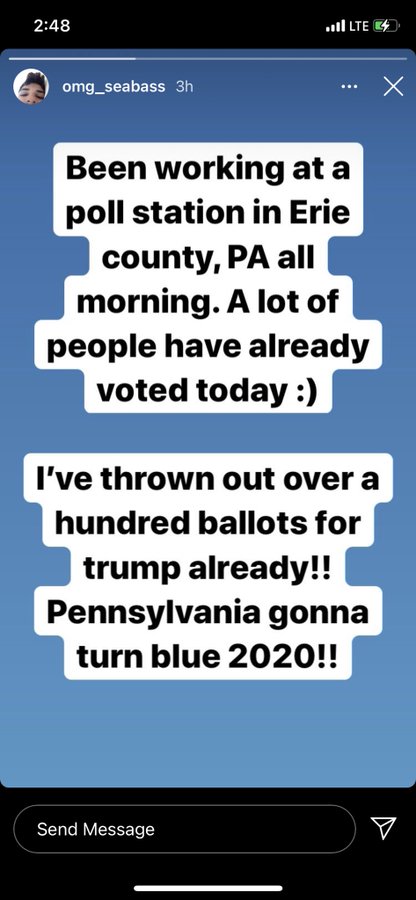 2:48 LTE
omg_seabass 3h
Been working at a
poll station in Erie
county, PA all
morning. A lot of
people have already
voted today :)
I’ve thrown out over a
hundred ballots for
trump already!!
Pennsylvania gonna
turn blue 2020!!
Send Message